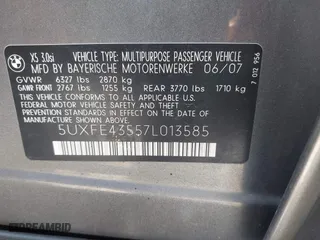 BMW
X5 3.0si VEHICLE TYPE: MULTIPURPOSE PASSENGER VEHICLE
MFD BY BAYERISCHE MOTORENWERKE 06/07
GVWR 6327 lbs 2870 kg
GAWR FRONT 2767 lbs 1255 kg REAR 3770 lbs 1710 kg
THIS VEHICLE CONFORMS TO ALL APPLICABLE U.S. FEDERAL
MOTOR VEHICLE SAFETY, BUMPER AND THEFT
PREVENTION STANDARDS IN EFFECT ON THE DATE OF
MANUFACTURE SHOWN ABOVE.
5UXFE43557L013585
7 012 956
DREAMBID